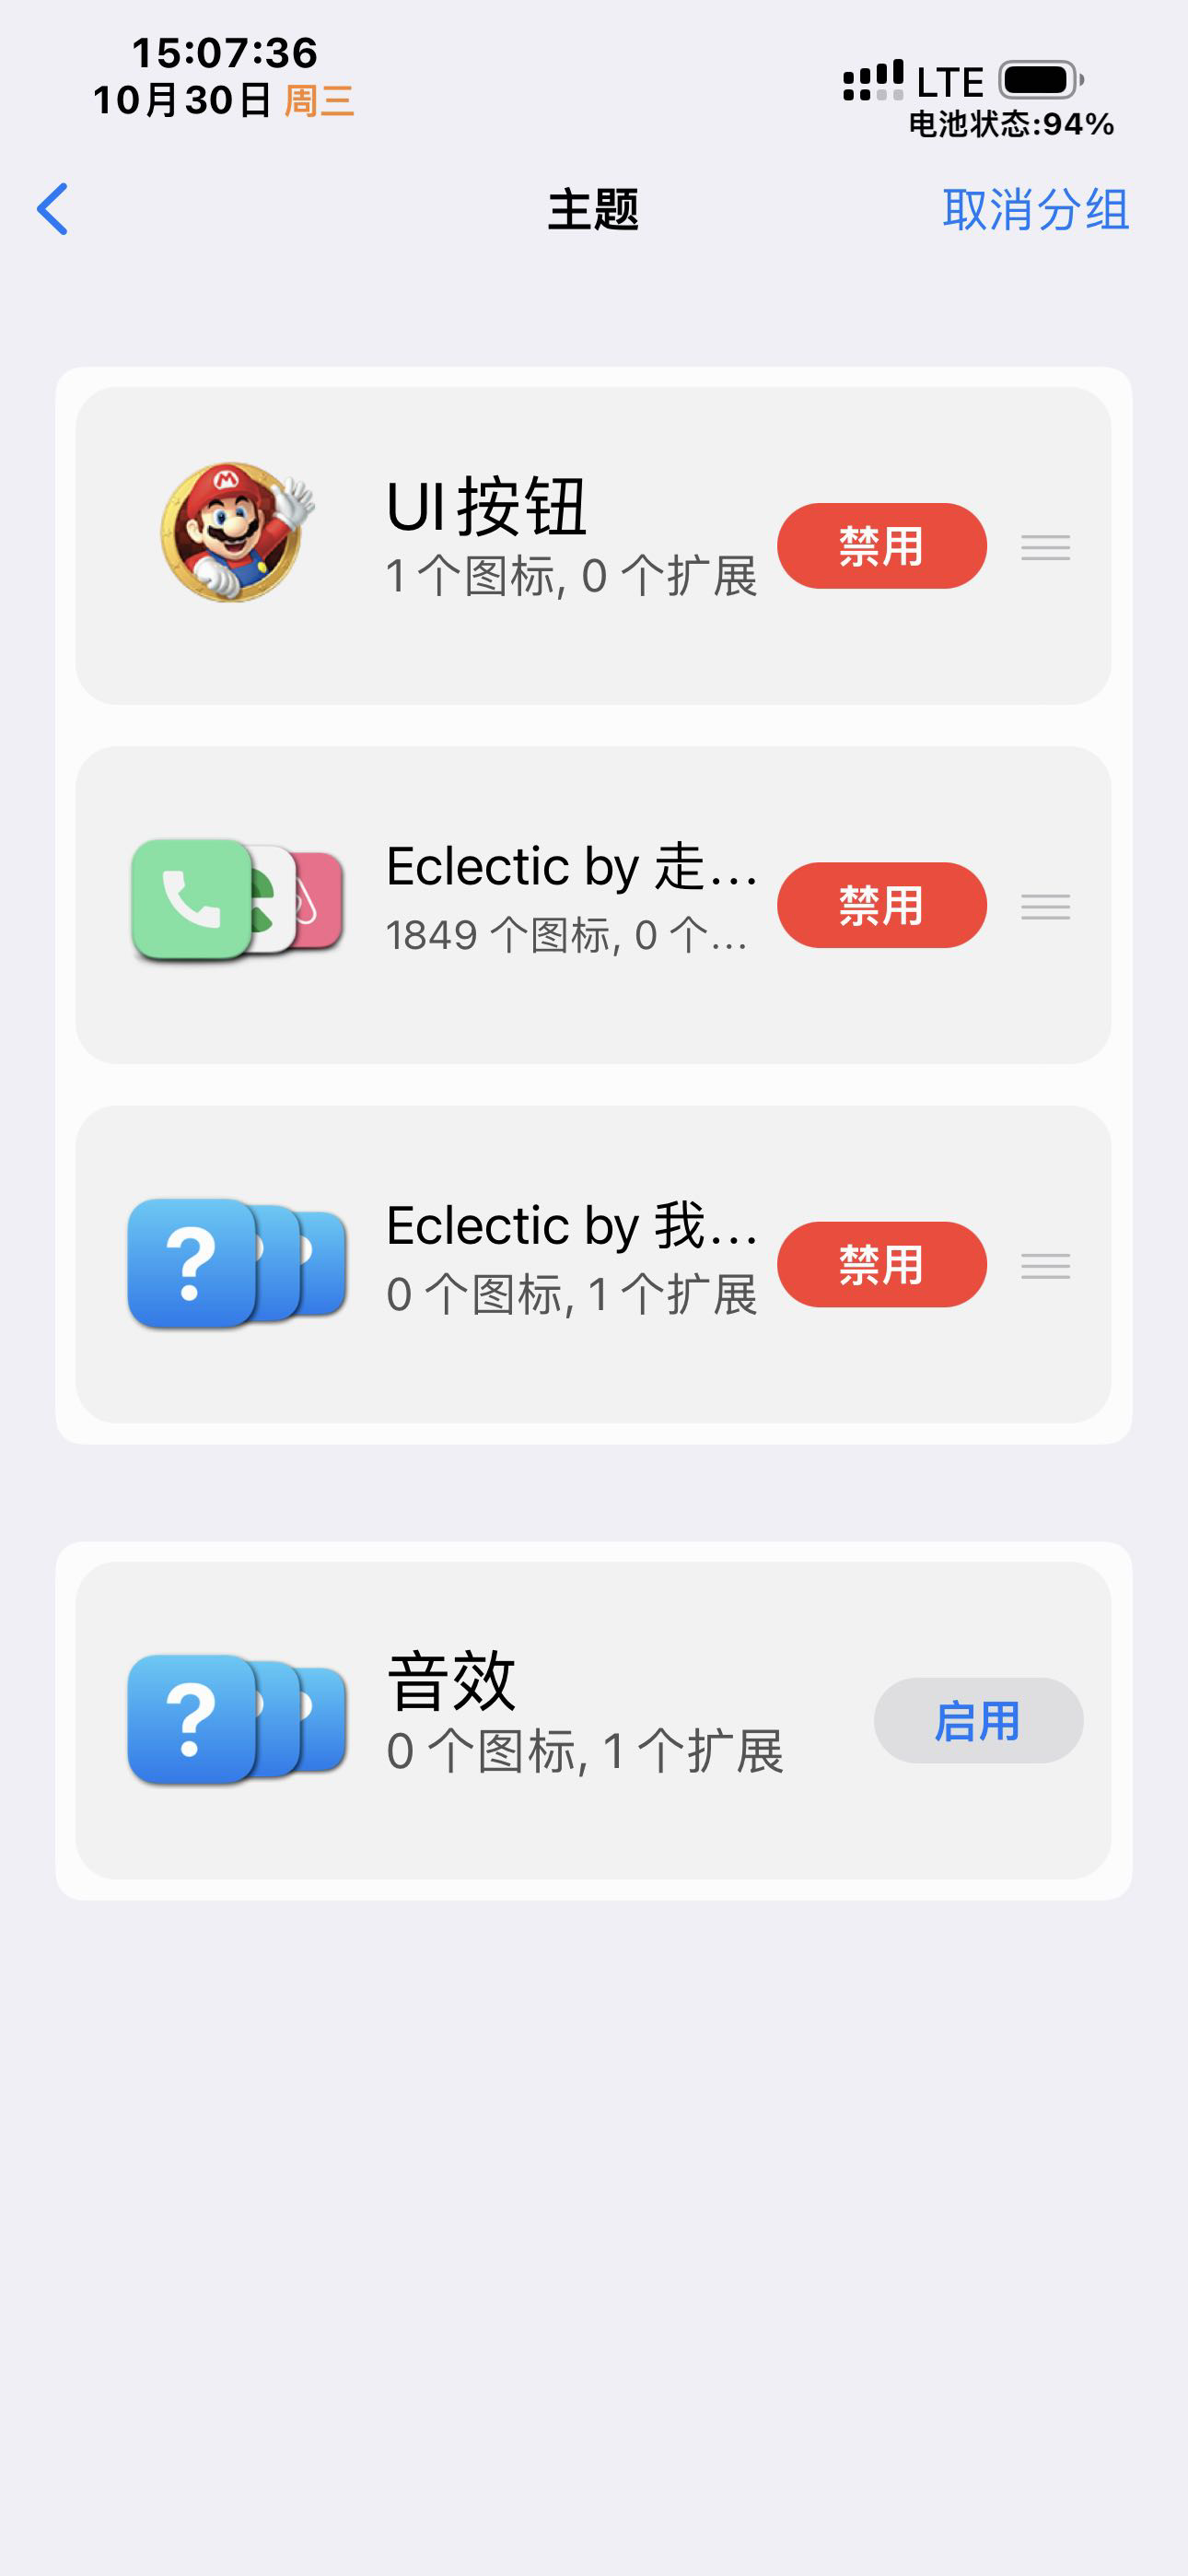 15:07:36
10月30日 周三
LTE
电池状态:94%
主题
取消分组
UI按钮
1 个图标, 0 个扩展
禁用
Eclectic by 走…
1849 个图标, 0 个…
禁用
?
Eclectic by 我…
0 个图标, 1 个扩展
禁用
?
音效
0 个图标, 1 个扩展
启用